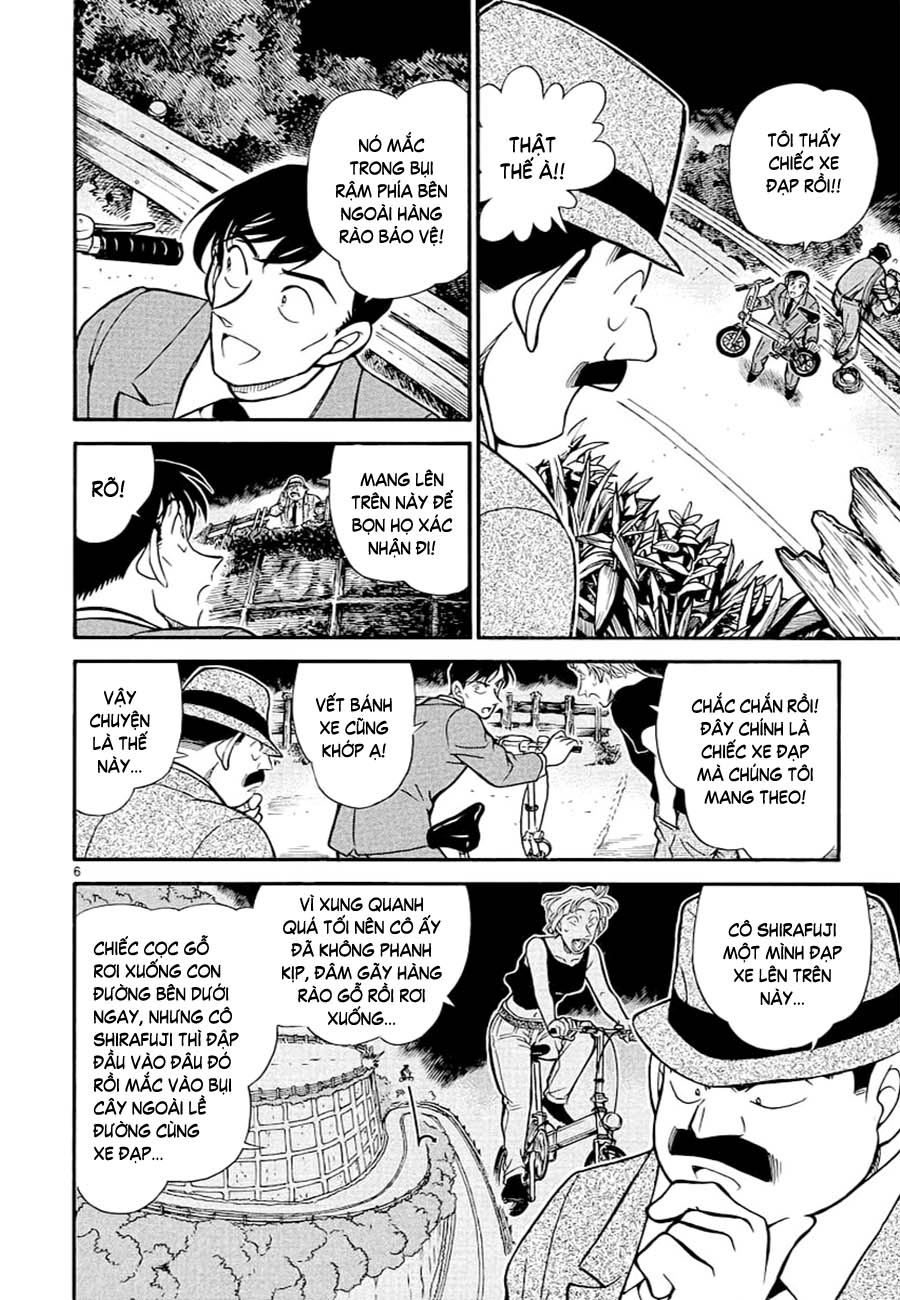 TÔI THẤY
CHIẾC XE
ĐẠP RỒI!!
THẬT
THẾ À!!
NÓ MẮC
TRONG BỤI
RẬM PHÍA BÊN
NGOÀI HÀNG
RÀO BẢO VỆ!
MANG LÊN
TRÊN NÀY ĐỂ
BỌN HỌ XÁC
NHẬN ĐI!
RÕ!
CHẮC CHẮN RỒI!
ĐÂY CHÍNH LÀ
CHIẾC XE ĐẠP
MÀ CHÚNG TÔI
MANG THEO!
VẾT BÁNH
XE CŨNG
KHỚP Ạ!
VẬY
CHUYỆN
LÀ THẾ
NÀY...
6
CÔ SHIRAFUJI
MỘT MÌNH ĐẠP
XE LÊN TRÊN
NÀY...
VÌ XUNG QUANH
QUÁ TỐI NÊN CÔ ẤY
ĐÃ KHÔNG PHANH
KỊP, ĐÂM GÃY HÀNG
RÀO GỖ RỒI RƠI
XUỐNG...
CHIẾC CỌC GỖ
RƠI XUỐNG CON
ĐƯỜNG BÊN DƯỚI
NGAY, NHƯNG CÔ
SHIRAFUJI THÌ ĐẬP
ĐẦU VÀO ĐÂU ĐÓ
RỒI MẮC VÀO BỤI
CÂY NGOÀI LỀ
ĐƯỜNG CÙNG
XE ĐẠP...